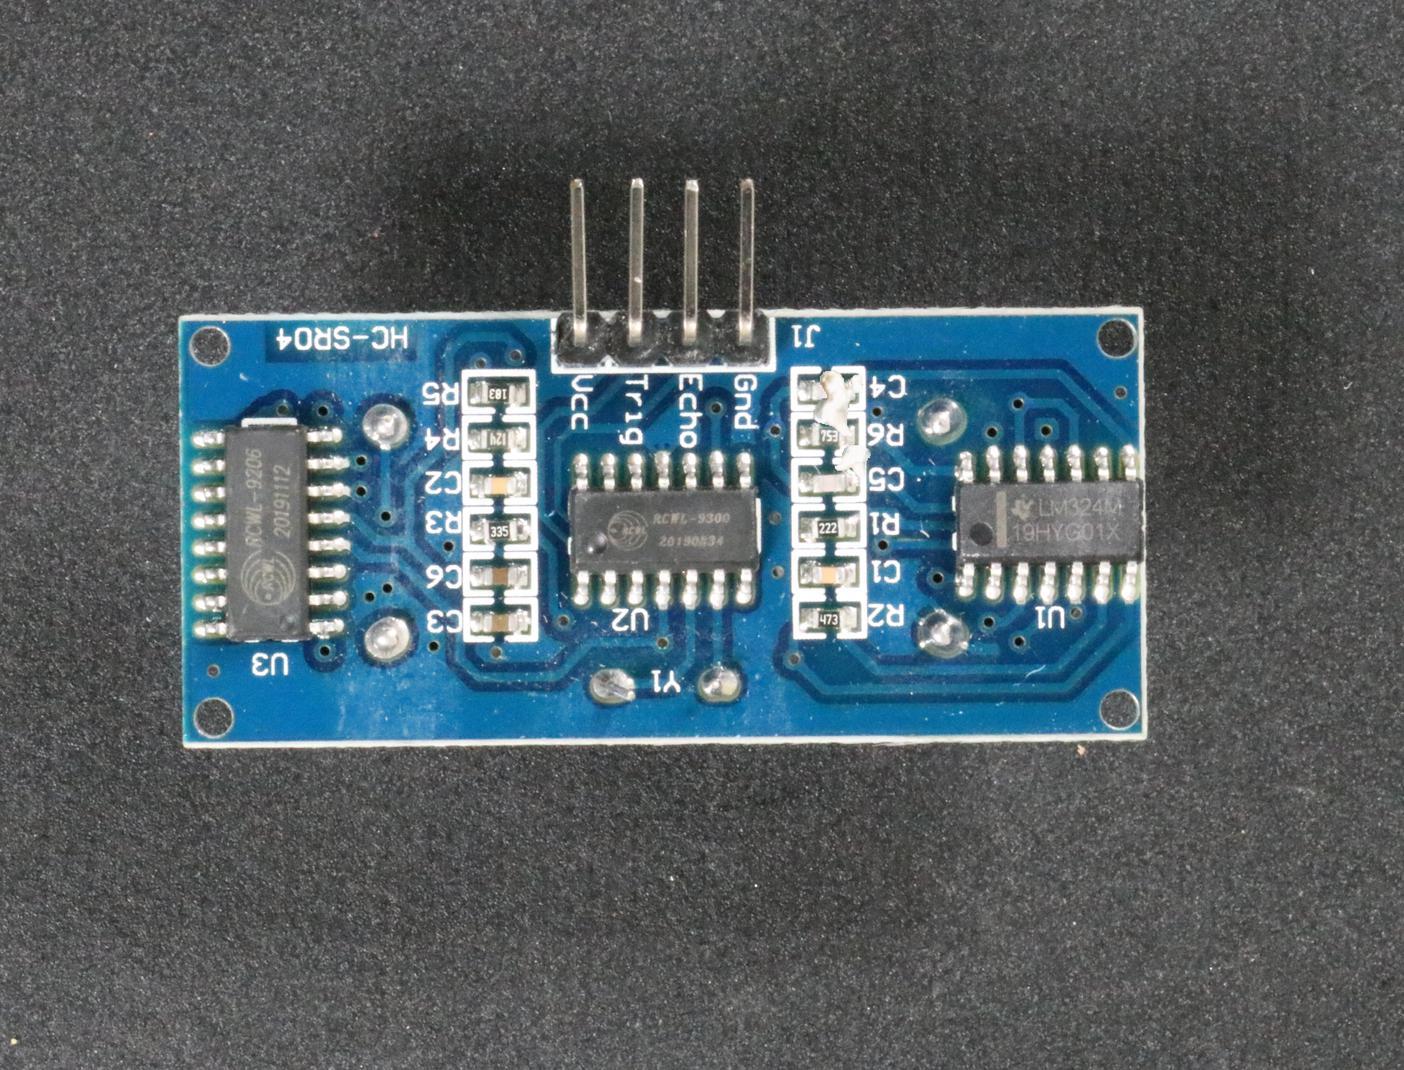 HC-SR04
J1
Vcc
Trig
Echo
Gnd
R5
183
R4
124
C2
R3
335
C6
C3
C4
R6
753
C5
R1
222
C1
R2
473
RCWL-9206
20191112
U3
RCWL-9300
U2
Y1
LM324M
19HYG01X
U1